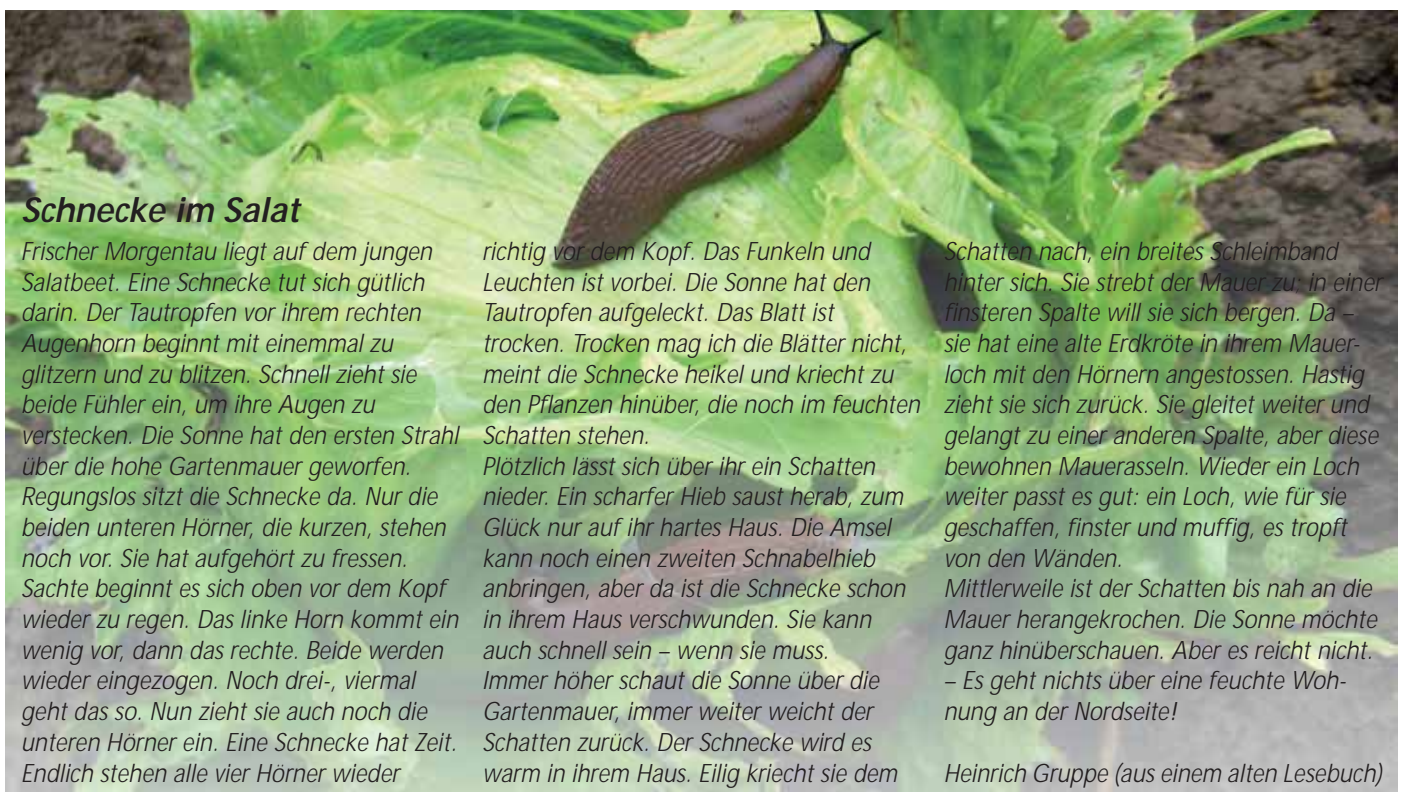 Schnecke im Salat
Frischer Morgentau liegt auf dem jungen
Salatbeet. Eine Schnecke tut sich gütlich
darin. Der Tautropfen vor ihrem rechten
Augenhorn beginnt mit einemmal zu
glitzern und zu blitzen. Schnell zieht sie
beide Fühler ein, um ihre Augen zu
verstecken. Die Sonne hat den ersten Strahl
über die hohe Gartenmauer geworfen.
Regungslos sitzt die Schnecke da. Nur die
beiden unteren Hörner, die kurzen, stehen
noch vor. Sie hat aufgehört zu fressen.
Sachte beginnt es sich oben vor dem Kopf
wieder zu regen. Das linke Horn kommt ein
wenig vor, dann das rechte. Beide werden
wieder eingezogen. Noch drei-, viermal
geht das so. Nun zieht sie auch noch die
unteren Hörner ein. Eine Schnecke hat Zeit.
Endlich stehen alle vier Hörner wieder
richtig vor dem Kopf. Das Funkeln und
Leuchten ist vorbei. Die Sonne hat den
Tautropfen aufgeleckt. Das Blatt ist
trocken. Trocken mag ich die Blätter nicht,
meint die Schnecke heikel und kriecht zu
den Pflanzen hinüber, die noch im feuchten
Schatten stehen.
Plötzlich lässt sich über ihr ein Schatten
nieder. Ein scharfer Hieb saust herab, zum
Glück nur auf ihr hartes Haus. Die Amsel
kann noch einen zweiten Schnabelhieb
anbringen, aber da ist die Schnecke schon
in ihrem Haus verschwunden. Sie kann
auch schnell sein – wenn sie muss.
Immer höher schaut die Sonne über die
Gartenmauer, immer weiter weicht der
Schatten zurück. Der Schnecke wird es
warm in ihrem Haus. Eilig kriecht sie dem
Schatten nach, ein breites Schleimband
hinter sich. Sie strebt der Mauer zu; in einer
finsteren Spalte will sie sich bergen. Da –
sie hat eine alte Erdkröte in ihrem Mauer-
loch mit den Hörnern angestossen. Hastig
zieht sie sich zurück. Sie gleitet weiter und
gelangt zu einer anderen Spalte, aber diese
bewohnen Mauerasseln. Wieder ein Loch
weiter passt es gut: ein Loch, wie für sie
geschaffen, finster und muffig, es tropft
von den Wänden.
Mittlerweile ist der Schatten bis nah an die
Mauer herangekrochen. Die Sonne möchte
ganz hinüberschauen. Aber es reicht nicht.
– Es geht nichts über eine feuchte Woh-
nung an der Nordseite!
Heinrich Gruppe (aus einem alten Lesebuch)